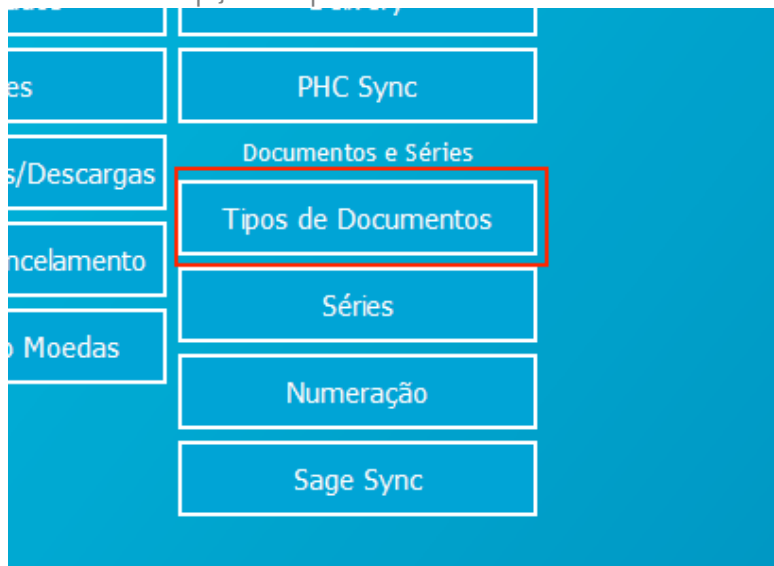 es
s/Descargas
ncelamento
o Moedas
PHC Sync
Documentos e Séries
Tipos de Documentos
Séries
Numeração
Sage Sync